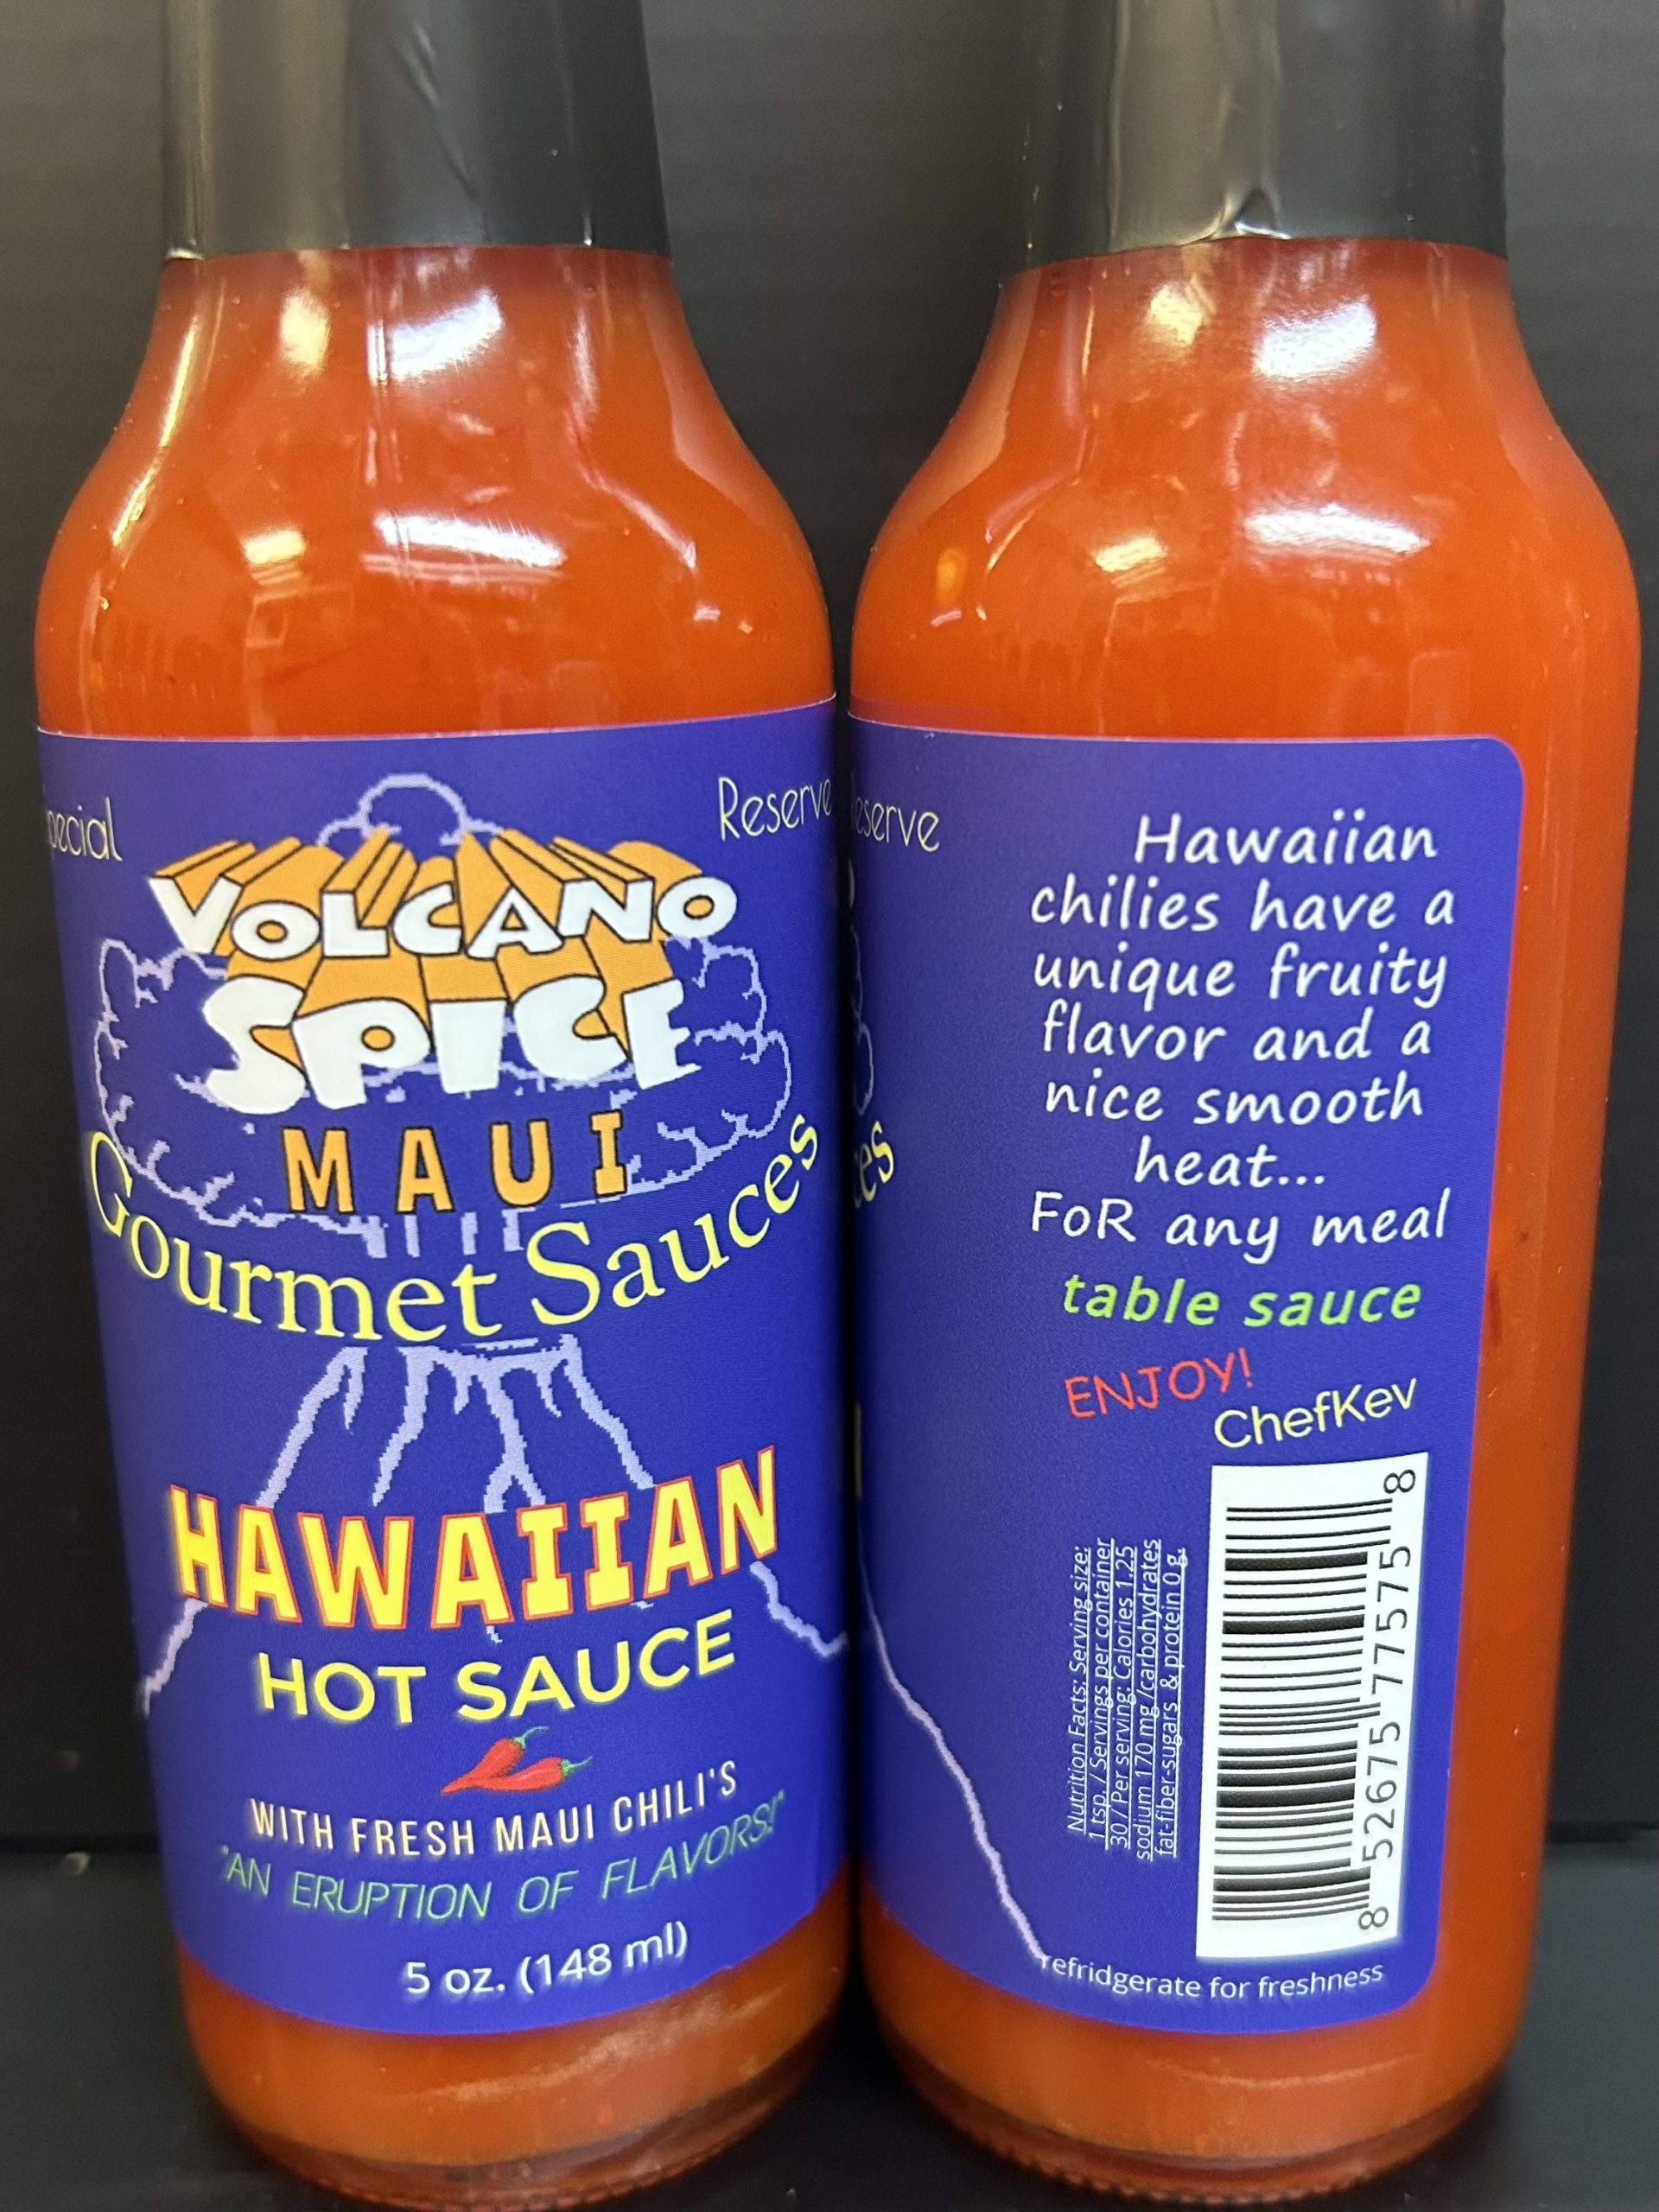 pecial
Reserve
VOLCANO
SPICE
MAUI
Gourmet Sauces
HAWAIIAN
HOT SAUCE
WITH FRESH MAUI CHILI'S
"AN ERUPTION OF FLAVORS!"
5 oz. (148 ml)
eserve
ces
Hawaiian
chilies have a
unique fruity
flavor and a
nice smooth
heat...
FoR any meal
table sauce
ENJOY!
ChefKev
Nutrition Facts: Serving size:
1 tsp. / Servings per container
30 / Per serving: Calories 1.25
sodium 170 mg /carbohydrates
fat-fiber-sugars & protein 0 g.
8 52675 77575 8
refridgerate for freshness